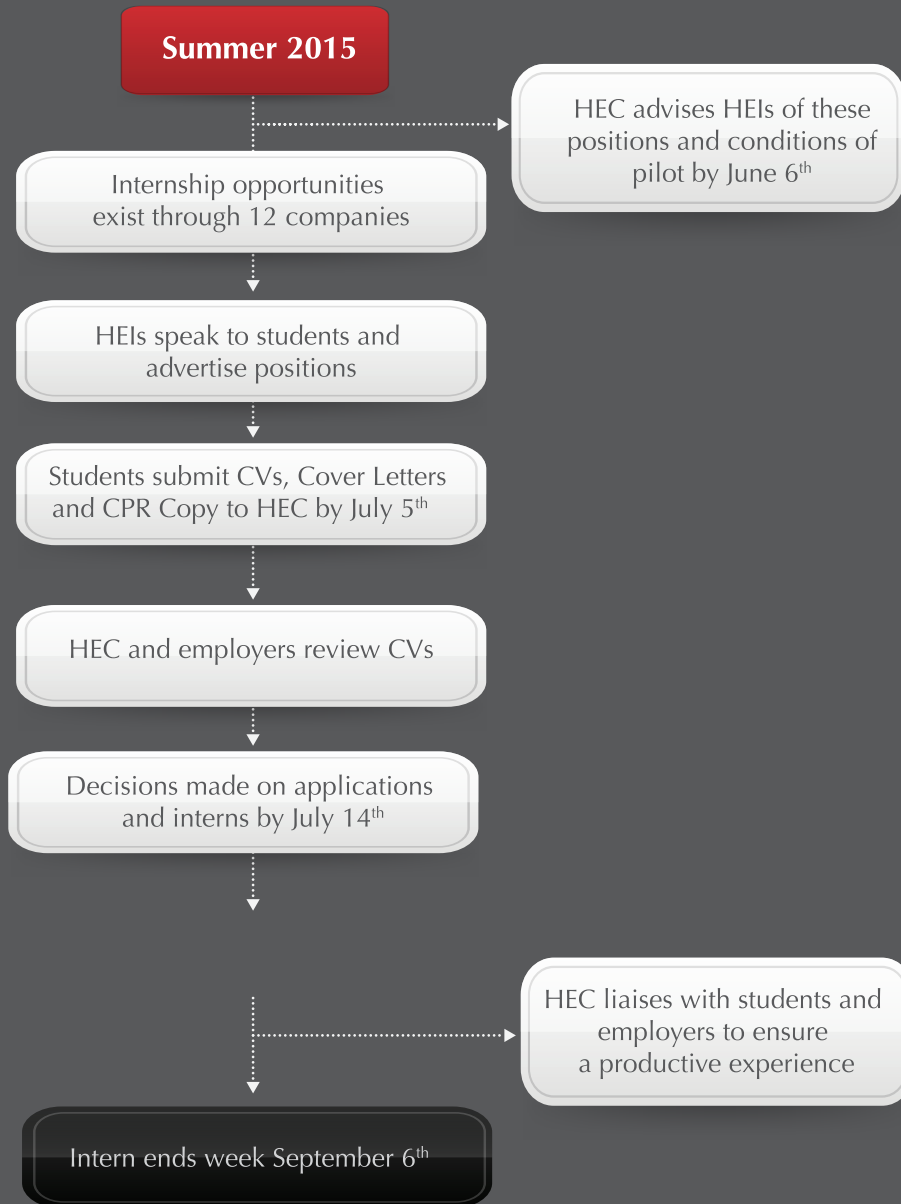 Summer 2015
HEC advises HEIs of these
positions and conditions of
pilot by June 6th
Internship opportunities
exist through 12 companies
HEIs speak to students and
advertise positions
Students submit CVs, Cover Letters
and CPR Copy to HEC by July 5th
HEC and employers review CVs
Decisions made on applications
and interns by July 14th
HEC liaises with students and
employers to ensure
a productive experience
Intern ends week September 6th